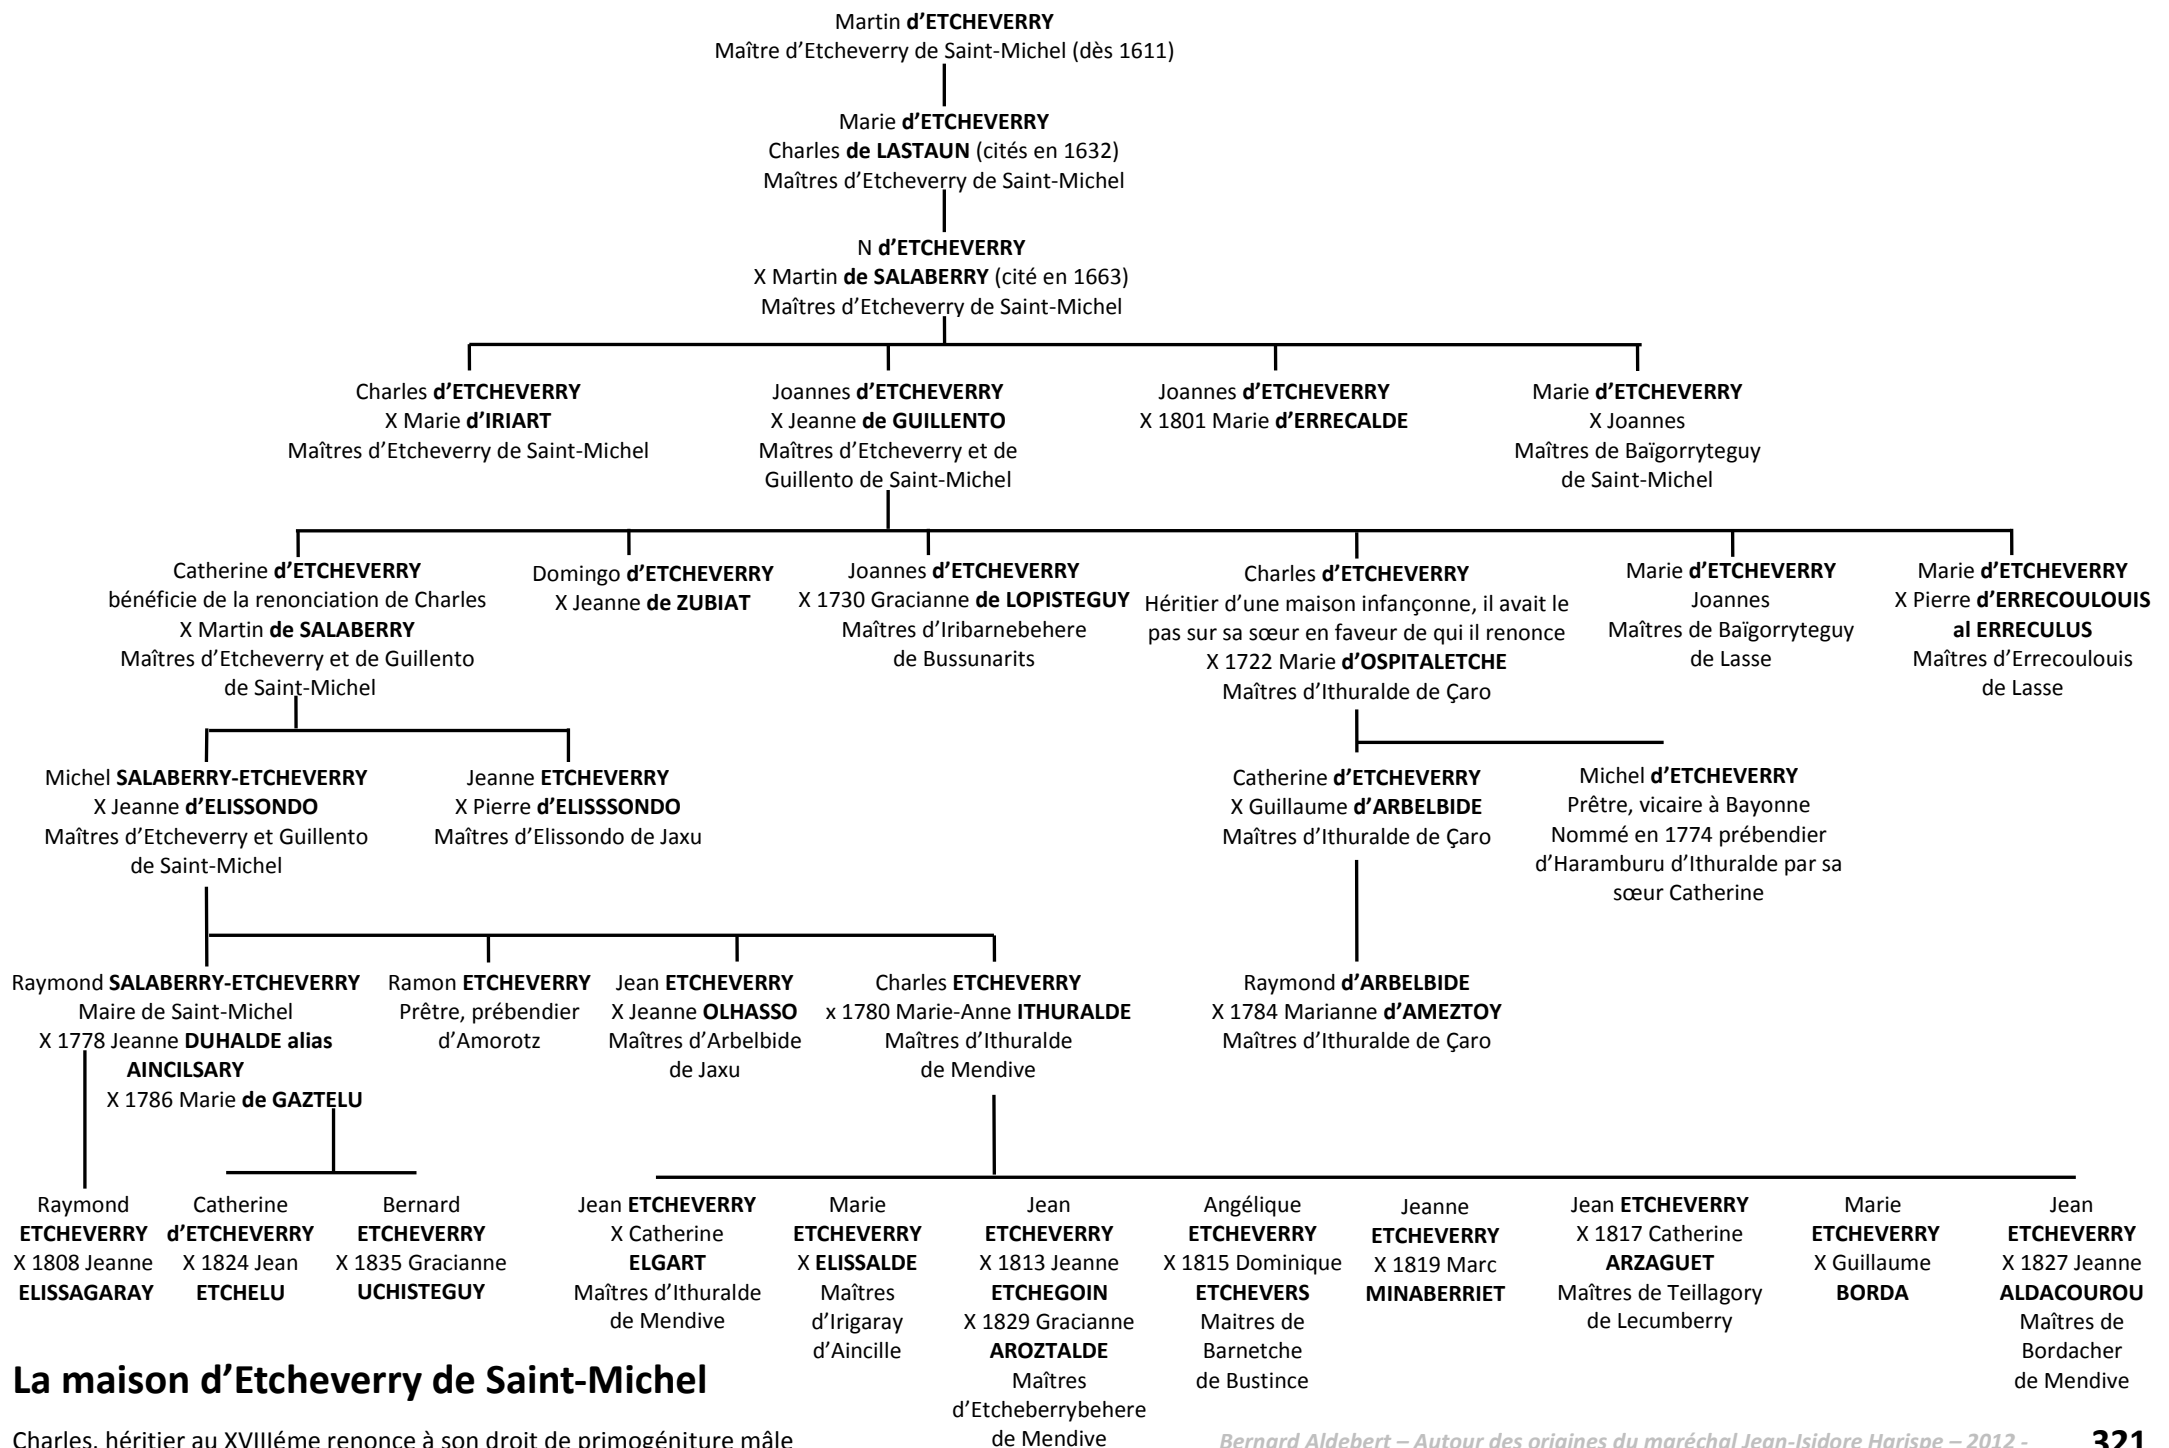 Martin d'ETCHEVERRY
Maître d'Etcheverry de Saint-Michel (dès 1611)
Marie d'ETCHEVERRY
Charles de LASTAUN (cités en 1632)
Maîtres d'Etcheverry de Saint-Michel
N d'ETCHEVERRY
X Martin de SALABERRY (cité en 1663)
Maîtres d'Etcheverry de Saint-Michel
Charles d'ETCHEVERRY
X Marie d'IRIART
Maîtres d'Etcheverry de Saint-Michel
Joannes d'ETCHEVERRY
X Jeanne de GUILLENTO
Maîtres d'Etcheverry et de
Guillento de Saint-Michel
Joannes d'ETCHEVERRY
X 1801 Marie d'ERRECALDE
Marie d'ETCHEVERRY
X Joannes
Maîtres de Baïgorryteguy
de Saint-Michel
Catherine d'ETCHEVERRY
bénéficie de la renonciation de Charles
X Martin de SALABERRY
Maîtres d'Etcheverry et de Guillento
de Saint-Michel
Domingo d'ETCHEVERRY
X Jeanne de ZUBIAT
Joannes d'ETCHEVERRY
X 1730 Gracianne de LOPISTEGUY
Maîtres d'Iribarnebehere
de Bussunarits
Charles d'ETCHEVERRY
Héritier d'une maison infançonne, il avait le
pas sur sa sœur en faveur de qui il renonce
X 1722 Marie d'OSPITALETCHE
Maîtres d'Ithuralde de Çaro
Marie d'ETCHEVERRY
Joannes
Maîtres de Baïgorryteguy
de Lasse
Marie d'ETCHEVERRY
X Pierre d'ERRECOULOUIS
al ERRECULUS
Maîtres d'Errecoulouis
de Lasse
Michel SALABERRY-ETCHEVERRY
X Jeanne d'ELISSONDO
Maîtres d'Etcheverry et Guillento
de Saint-Michel
Jeanne ETCHEVERRY
X Pierre d'ELISSSONDO
Maîtres d'Elissondo de Jaxu
Catherine d'ETCHEVERRY
X Guillaume d'ARBELBIDE
Maîtres d'Ithuralde de Çaro
Michel d'ETCHEVERRY
Prêtre, vicaire à Bayonne
Nommé en 1774 prébendier
d'Haramburu d'Ithuralde par sa
sœur Catherine
Raymond SALABERRY-ETCHEVERRY
Maire de Saint-Michel
X 1778 Jeanne DUHALDE alias
AINCILSARY
X 1786 Marie de GAZTELU
Ramon ETCHEVERRY
Prêtre, prébendier
d'Amorotz
Jean ETCHEVERRY
X Jeanne OLHASSO
Maîtres d'Arbelbide
de Jaxu
Charles ETCHEVERRY
x 1780 Marie-Anne ITHURALDE
Maîtres d'Ithuralde
de Mendive
Raymond d'ARBELBIDE
X 1784 Marianne d'AMEZTOY
Maîtres d'Ithuralde de Çaro
Raymond
ETCHEVERRY
X 1808 Jeanne
ELISSAGARAY
Catherine
d'ETCHEVERRY
X 1824 Jean
ETCHELU
Bernard
ETCHEVERRY
X 1835 Gracianne
UCHISTEGUY
Jean ETCHEVERRY
X Catherine
ELGART
Maîtres d'Ithuralde
de Mendive
Marie
ETCHEVERRY
X ELISSALDE
Maîtres
d'Irigaray
d'Aincille
Jean
ETCHEVERRY
X 1813 Jeanne
ETCHEGOIN
X 1829 Gracianne
AROZTALDE
Maîtres
d'Etcheberrybehere
de Mendive
Angélique
ETCHEVERRY
X 1815 Dominique
ETCHEVERS
Maitres de
Barnetche
de Bustince
Jeanne
ETCHEVERRY
X 1819 Marc
MINABERRIET
Jean ETCHEVERRY
X 1817 Catherine
ARZAGUET
Maîtres de Teillagory
de Lecumberry
Marie
ETCHEVERRY
X Guillaume
BORDA
Jean
ETCHEVERRY
X 1827 Jeanne
ALDACOUROU
Maîtres de
Bordacher
de Mendive
La maison d'Etcheverry de Saint-Michel
Charles, héritier au XVIIIéme renonce à son droit de primogéniture mâle
Bernard Aldebert – Autour des origines du maréchal Jean-Isidore Harispe – 2012 -
321